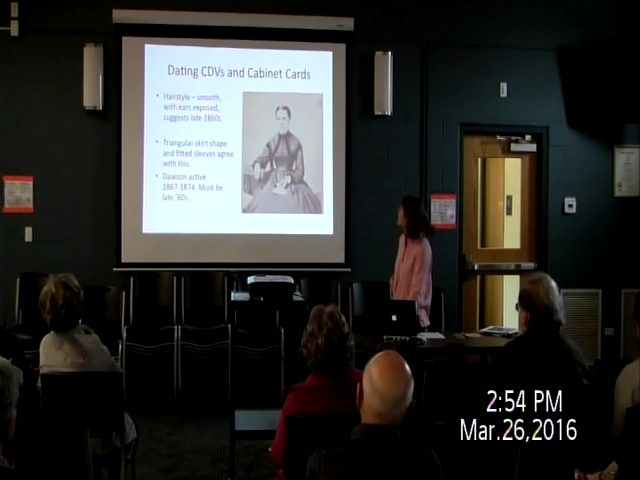 Dating CDVs and Cabinet Cards
• Hairstyle – smooth,
with ears exposed,
suggests late 1860s.
• Triangular skirt shape
and fitted sleeves agree
with this.
• Dawson active
1867-1874. Must be
late '60s.
2:54 PM
Mar.26,2016